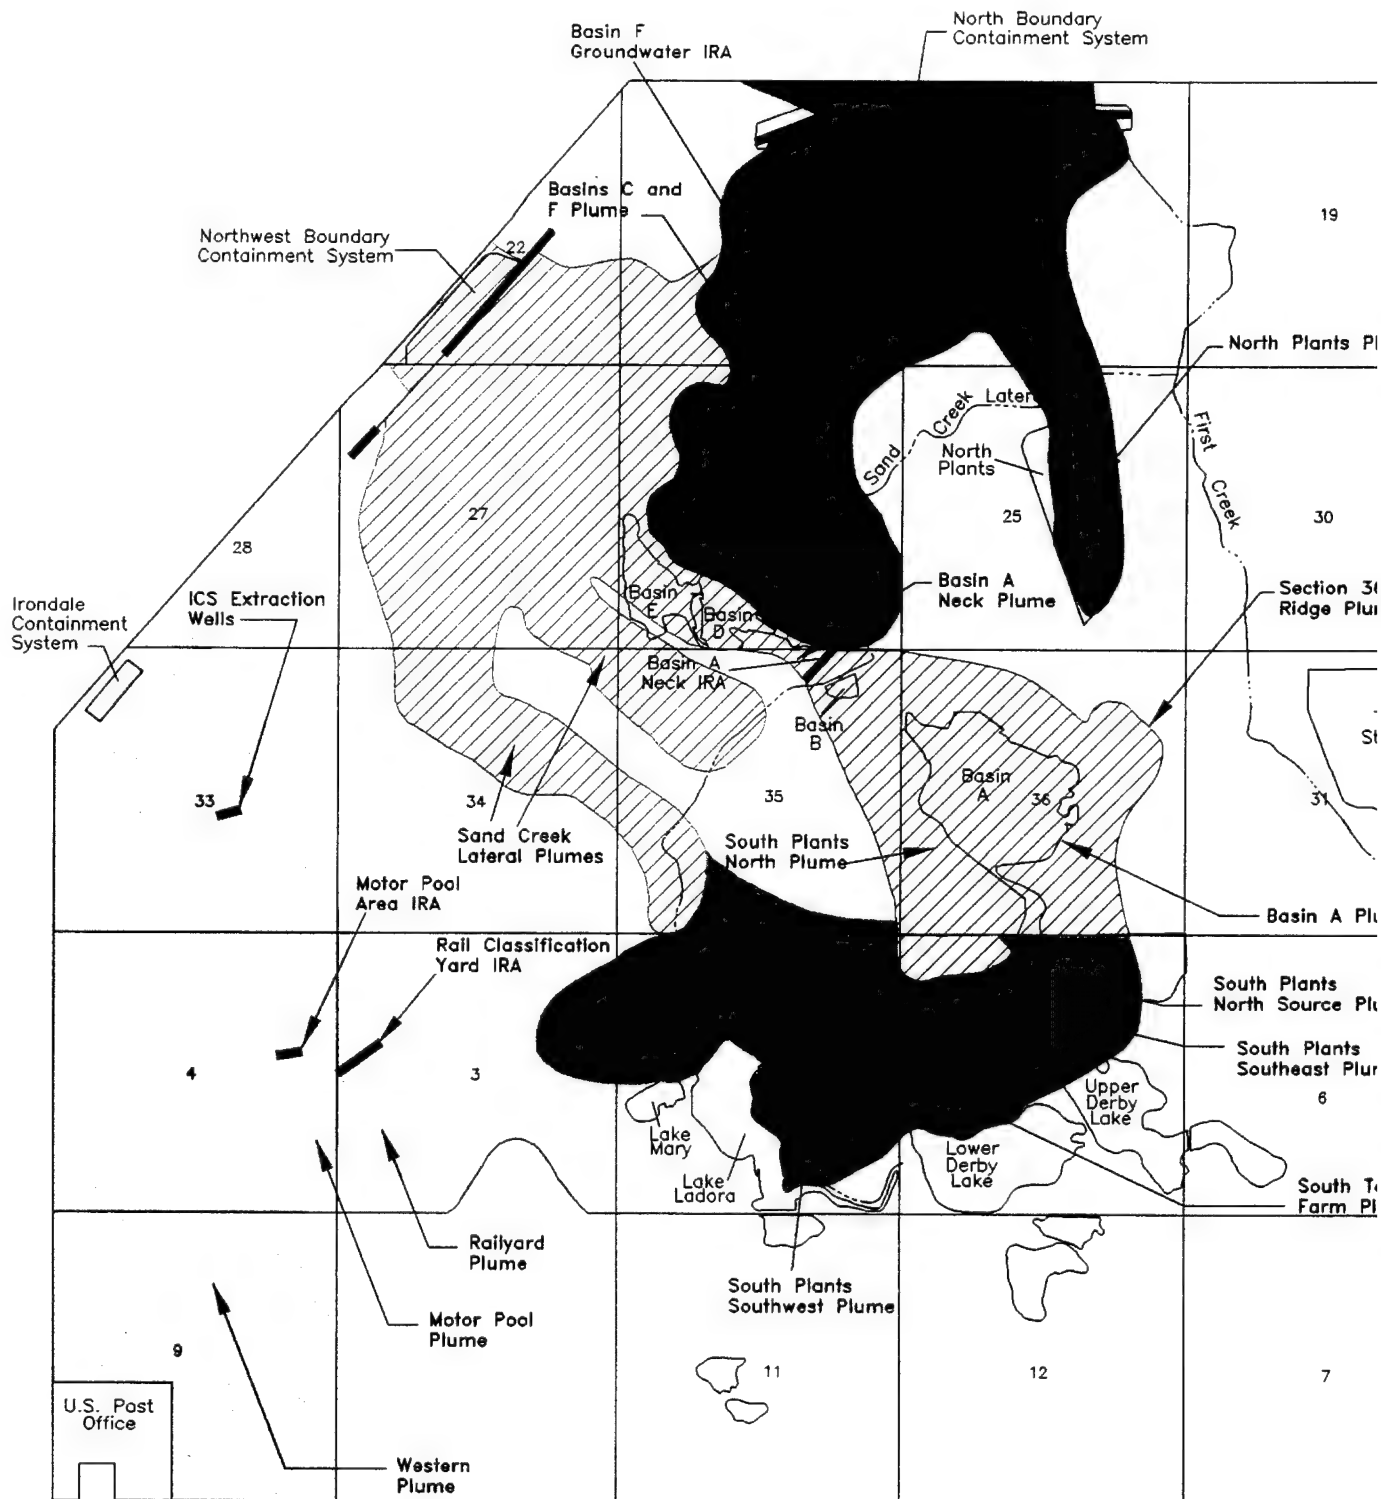 North Boundary
Containment System
Basin F
Groundwater IRA
Basins C and
F Plume
Northwest Boundary
Containment System
22
19
North Plants Pl
Sand Creek Later
North
Plants
First Creek
27
25
30
28
Basin
E
Basin
D
Basin A
Neck Plume
Section 36
Ridge Plum
Irondale
Containment
System
ICS Extraction
Wells
Basin A
Neck IRA
Basin
B
St
Basin
A
33
34
35
36
31
Sand Creek
Lateral Plumes
South Plants
North Plume
Motor Pool
Area IRA
Basin A Plu
Rail Classification
Yard IRA
South Plants
North Source Plu
South Plants
Southeast Plum
4
3
6
Upper
Derby
Lake
Lake
Mary
Lower
Derby
Lake
Lake
Ladora
South Ta
Farm Pl
Railyard
Plume
South Plants
Southwest Plume
Motor Pool
Plume
9
11
12
7
U.S. Post
Office
Western
Plume